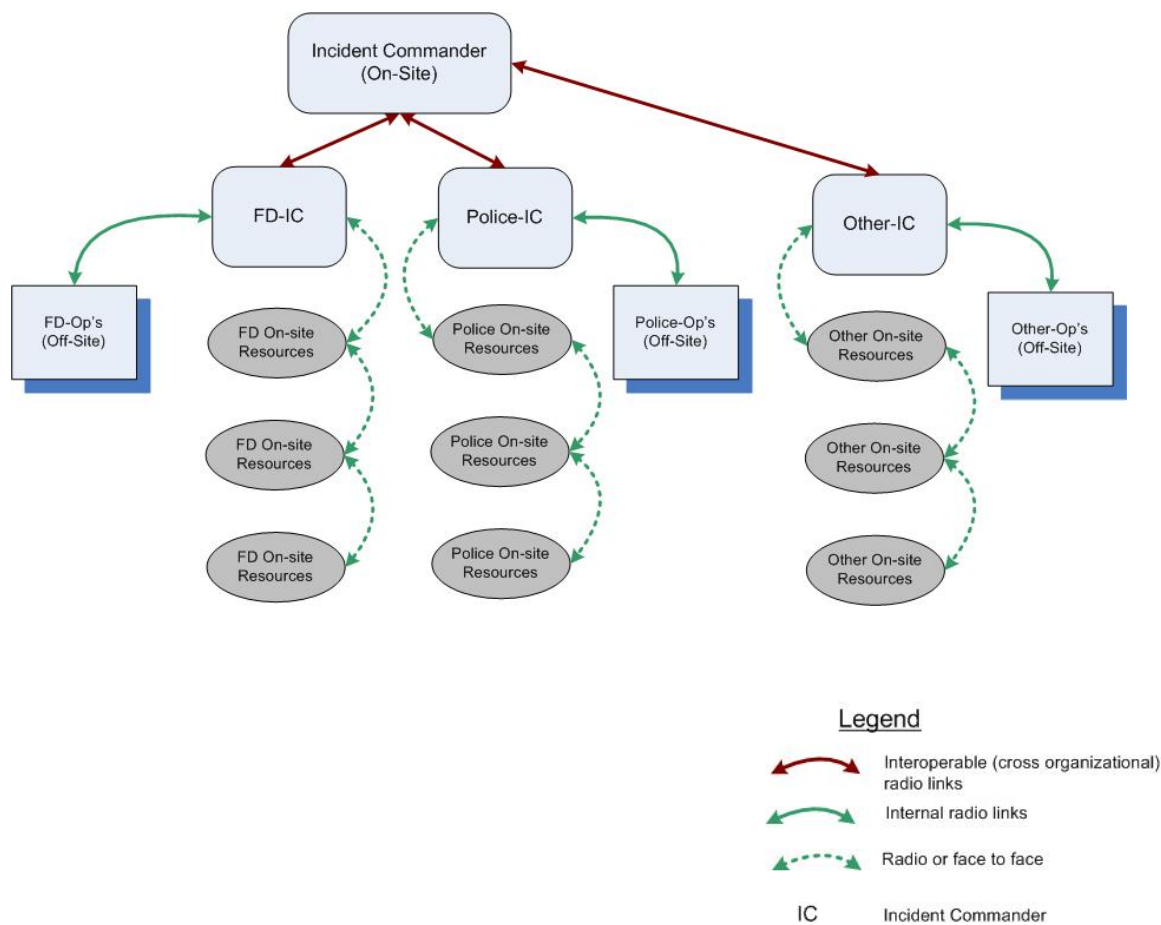 Incident Commander
(On-Site)
FD-IC
Police-IC
Other-IC
FD-Op's
(Off-Site)
FD On-site
Resources
Police On-site
Resources
Police-Op's
(Off-Site)
Other On-site
Resources
Other-Op's
(Off-Site)
FD On-site
Resources
Police On-site
Resources
Other On-site
Resources
FD On-site
Resources
Police On-site
Resources
Other On-site
Resources
Legend
Interoperable (cross organizational)
radio links
Internal radio links
Radio or face to face
IC Incident Commander